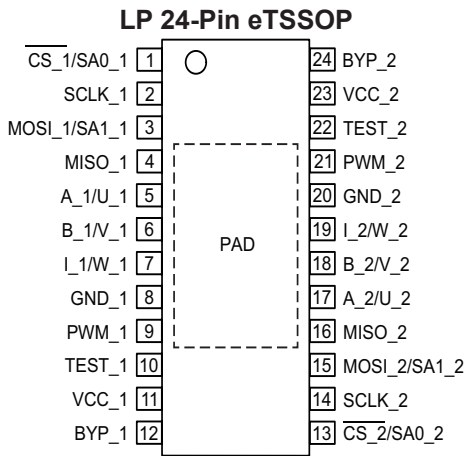 LP 24-Pin eTSSOP
CS_1/SA0_1 1 24 BYP_2
SCLK_1 2 23 VCC_2
MOSI_1/SA1_1 3 22 TEST_2
MISO_1 4 21 PWM_2
A_1/U_1 5 20 GND_2
B_1/V_1 6 19 I_2/W_2
I_1/W_1 7 18 B_2/V_2
PAD
GND_1 8 17 A_2/U_2
PWM_1 9 16 MISO_2
TEST_1 10 15 MOSI_2/SA1_2
VCC_1 11 14 SCLK_2
BYP_1 12 13 CS_2/SA0_2